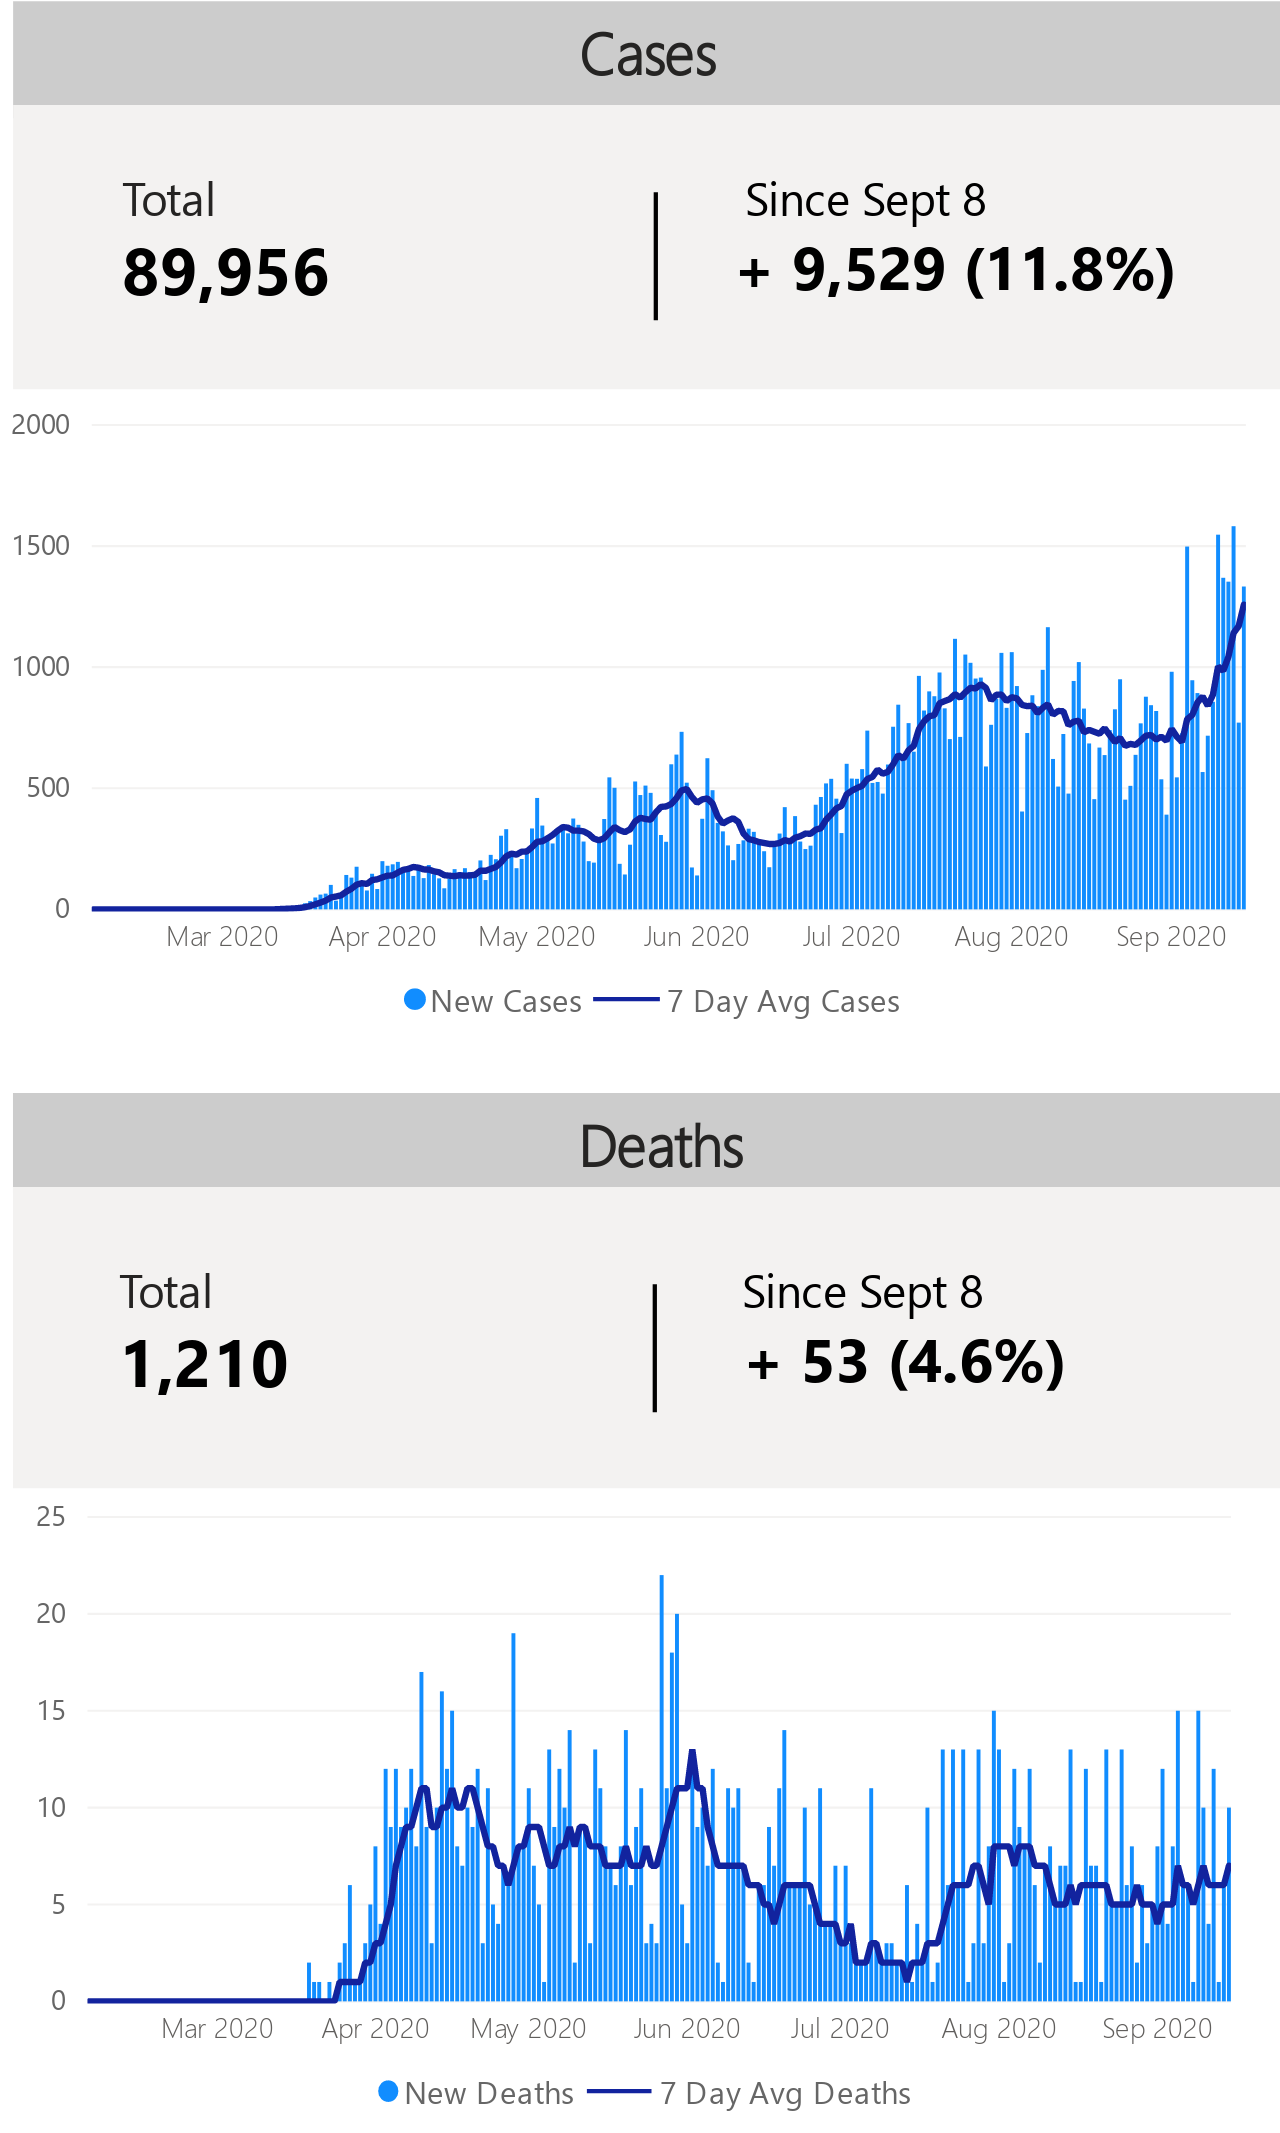 Cases
Total
Since Sept 8
89,956
+ 9,529 (11.8%)
2000
1500
1000
500
0
Mar 2020 Apr 2020 May 2020 Jun 2020 Jul 2020 Aug 2020 Sep 2020
New Cases 7 Day Avg Cases
Deaths
Total
Since Sept 8
1,210
+ 53 (4.6%)
25
20
15
10
5
0
Mar 2020 Apr 2020 May 2020 Jun 2020 Jul 2020 Aug 2020 Sep 2020
New Deaths 7 Day Avg Deaths